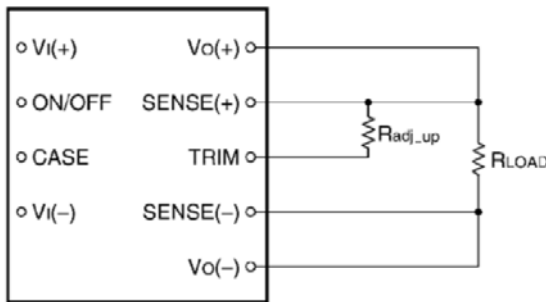 VI(+) VO(+)
ON/OFF SENSE(+)
CASE TRIM
VI(−) SENSE(−)
VO(−)
Radj_up
RLOAD